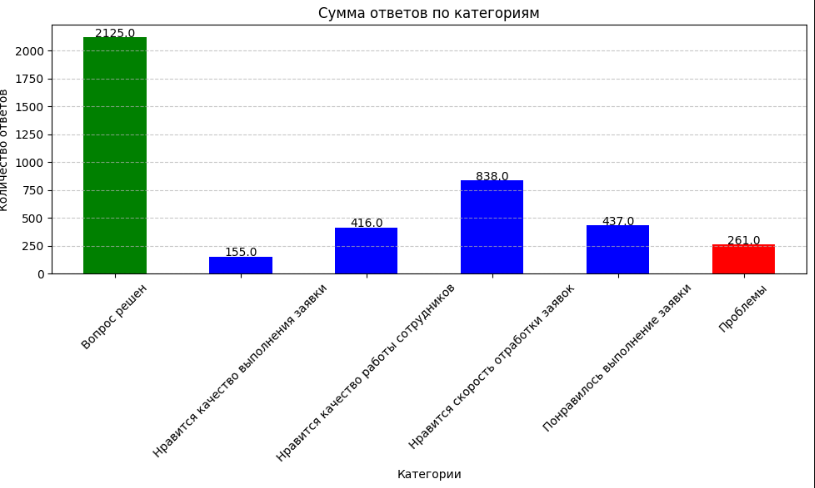 Сумма ответов по категориям
Количество ответов
2000
1750
1500
1250
1000
750
500
250
0
2125.0
155.0
416.0
838.0
437.0
261.0
Вопрос решен
Нравится качество выполнения заявки
Нравится качество работы сотрудников
Нравится скорость отработки заявок
Понравилось выполнение заявки
Проблемы
Категории